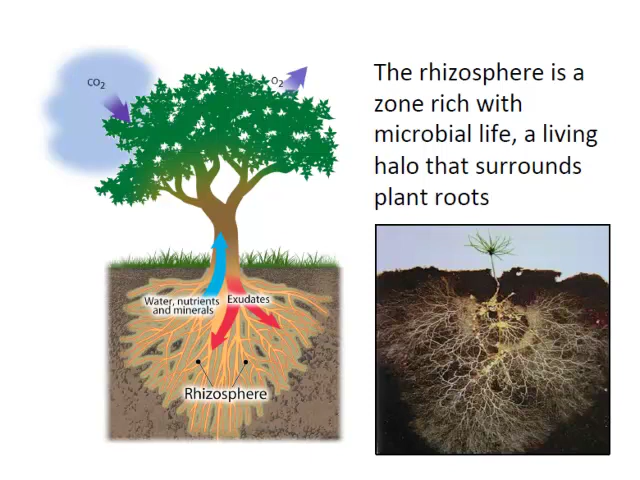 CO2
O2
The rhizosphere is a
zone rich with
microbial life, a living
halo that surrounds
plant roots
Water, nutrients
and minerals
Exudates
Rhizosphere